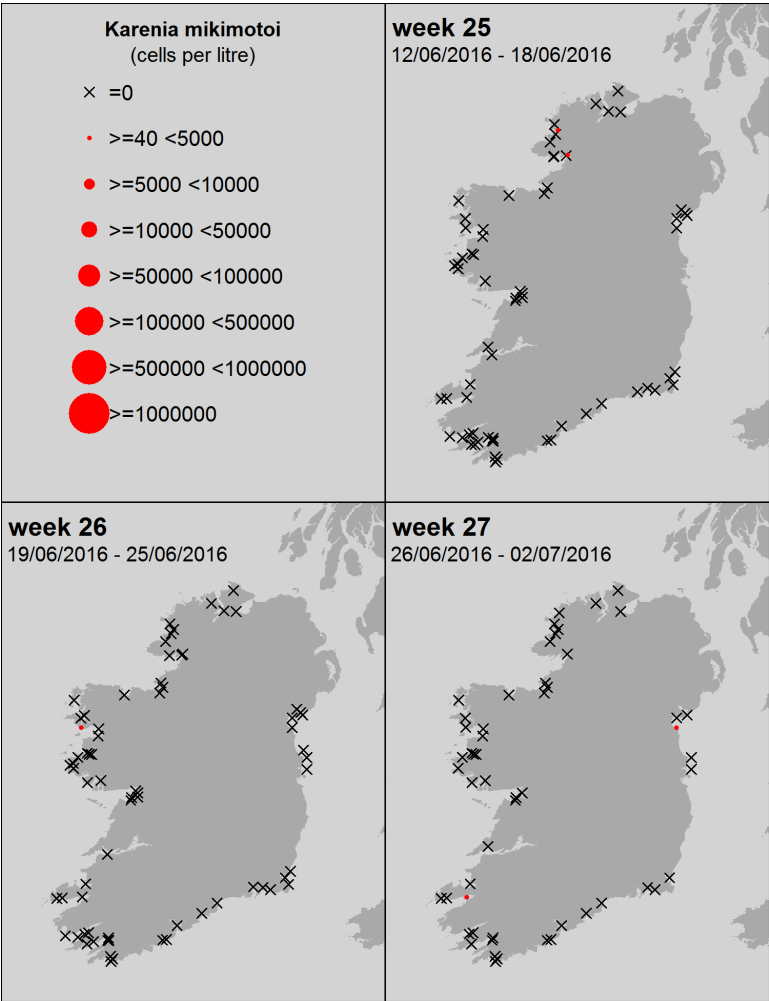 Karenia mikimotoi
(cells per litre)
=0
>=40 <5000
>=5000 <10000
>=10000 <50000
>=50000 <100000
>=100000 <500000
>=500000 <1000000
>=1000000
week 25
12/06/2016 - 18/06/2016
week 26
19/06/2016 - 25/06/2016
week 27
26/06/2016 - 02/07/2016